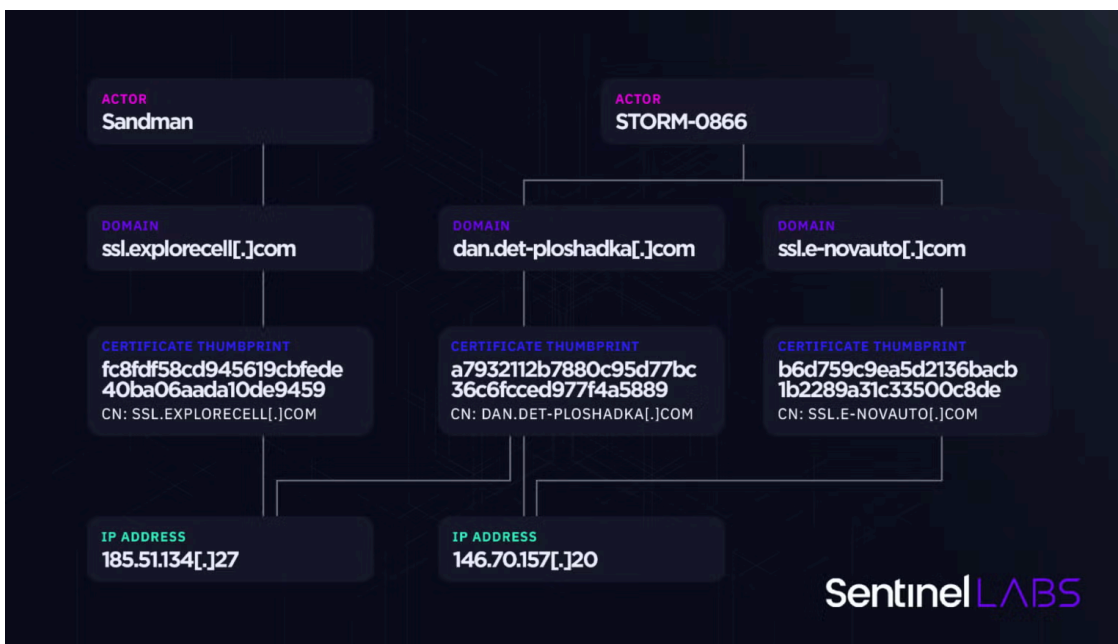 ACTOR
Sandman
ACTOR
STORM-0866
DOMAIN
ssl.explorecell[.]com
DOMAIN
dan.det-ploshadka[.]com
DOMAIN
ssl.e-novauto[.]com
CERTIFICATE THUMBPRINT
fc8fdf58cd945619cbfede
40ba06aada10de9459
CN: SSL.EXPLORECELL[.]COM
CERTIFICATE THUMBPRINT
a7932112b7880c95d77bc
36c6fcced977f4a5889
CN: DAN.DET-PLOSHADKA[.]COM
CERTIFICATE THUMBPRINT
b6d759c9ea5d2136bacb
1b2289a31c33500c8de
CN: SSL.E-NOVAUTO[.]COM
IP ADDRESS
185.51.134[.]27
IP ADDRESS
146.70.157[.]20
Sentinel LABS